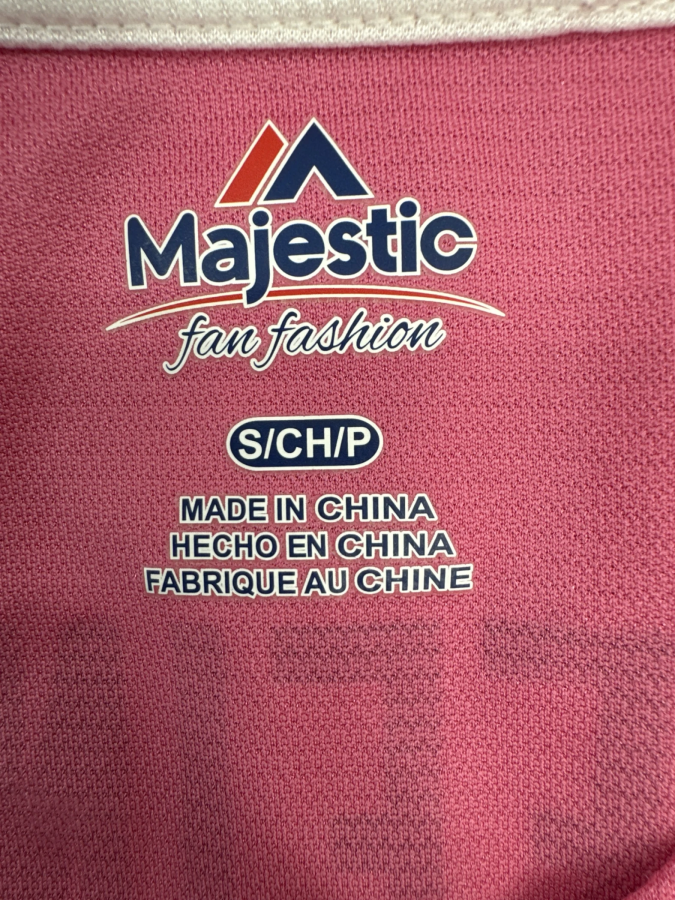 Majestic
fan fashion
S/CH/P
MADE IN CHINA
HECHO EN CHINA
FABRIQUE AU CHINE